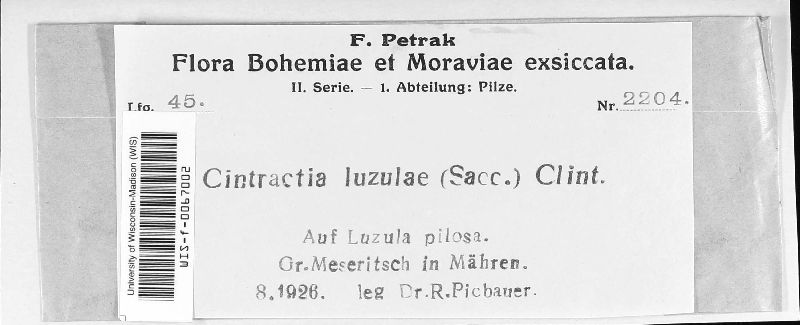 F. Petrak
Flora Bohemiae et Moraviae exsiccata.
II. Serie. — 1. Abteilung: Pilze.
Lfg. 45.
Nr. 2204.
Cintractia luzulae (Sacc.) Clint.
Auf Luzula pilosa.
Gr.Meseritsch in Mähren.
8.1926. leg Dr.R.Picbauer.
University of Wisconsin-Madison (WIS)
WIS-f-0067002